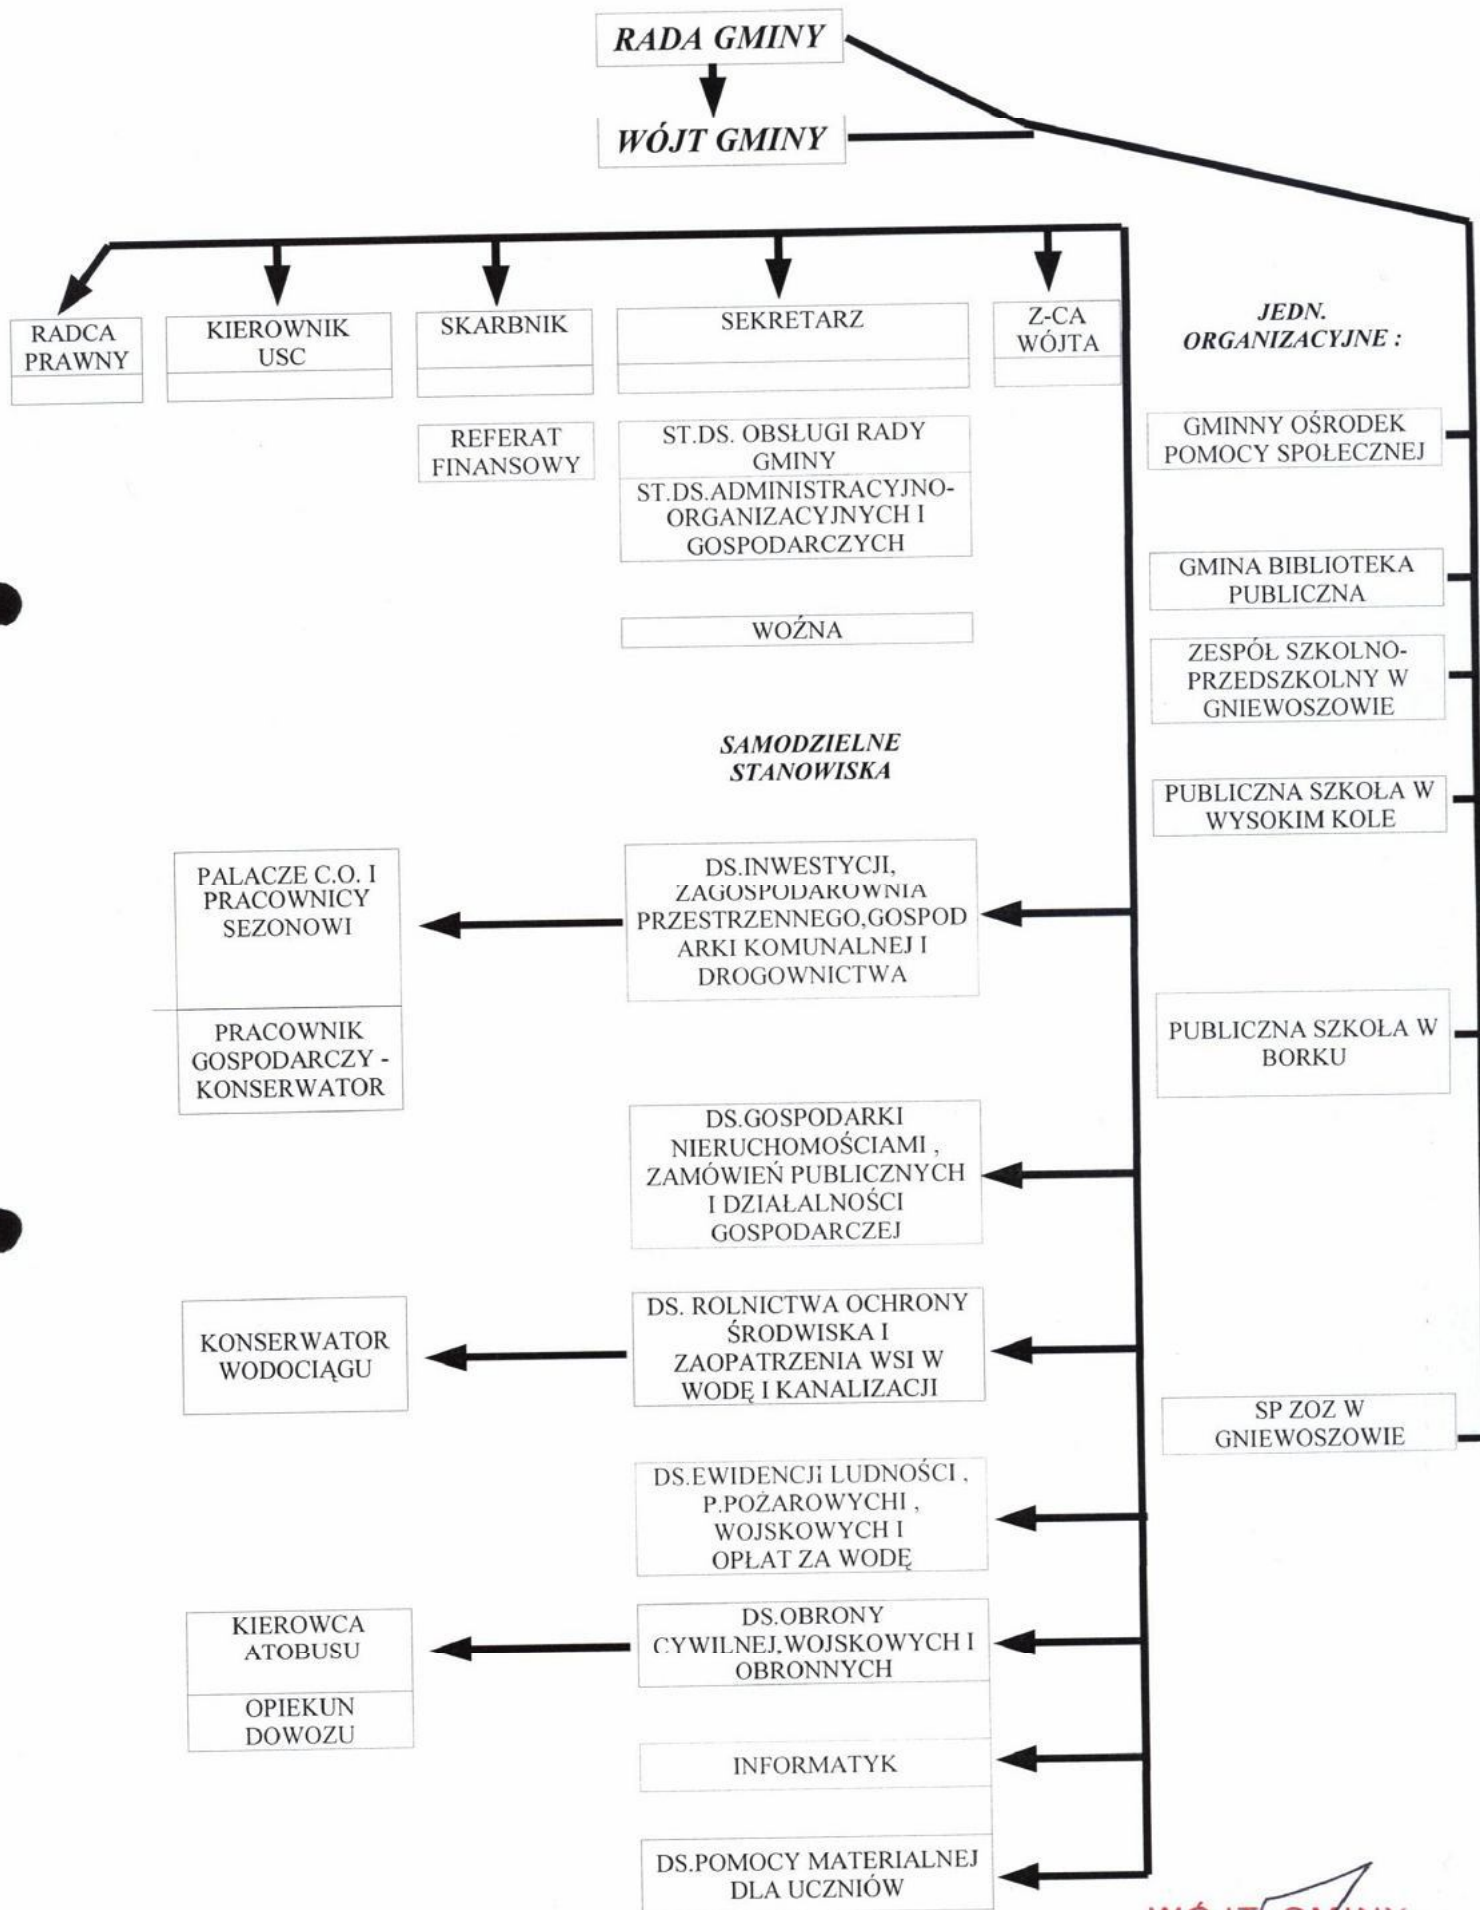 RADA GMINY
WÓJT GMINY
RADCA
PRAWNY
KIEROWNIK
USC
SKARBNIK
SEKRETARZ
Z-CA
WÓJTA
JEDN.
ORGANIZACYJNE :
REFERAT
FINANSOWY
ST.DS. OBSŁUGI RADY
GMINY
ST.DS.ADMINISTRACYJNO-
ORGANIZACYJNYCH I
GOSPODARCZYCH
WOŹNA
GMINNY OŚRODEK
POMOCY SPOŁECZNEJ
GMINA BIBLIOTEKA
PUBLICZNA
ZESPÓŁ SZKOLNO-
PRZEDSZKOLNY W
GNIEWOSZOWIE
PUBLICZNA SZKOŁA W
WYSOKIM KOLE
PUBLICZNA SZKOŁA W
BORKU
SP ZOZ W
GNIEWOSZOWIE
SAMODZIELNE
STANOWISKA
PALACZE C.O. I
PRACOWNICY
SEZONOWI
PRACOWNIK
GOSPODARCZY -
KONSERWATOR
DS.INWESTYCJI,
ZAGOSPODAROWNIA
PRZESTRZENNEGO,GOSPOD
ARKI KOMUNALNEJ I
DROGOWNICTWA
DS.GOSPODARKI
NIERUCHOMOŚCIAMI ,
ZAMÓWIEŃ PUBLICZNYCH
I DZIAŁALNOŚCI
GOSPODARCZEJ
KONSERWATOR
WODOCIĄGU
DS. ROLNICTWA OCHRONY
ŚRODWISKA I
ZAOPATRZENIA WSI W
WODĘ I KANALIZACJI
DS.EWIDENCJI LUDNOŚCI ,
P.POŻAROWYCHI ,
WOJSKOWYCH I
OPŁAT ZA WODĘ
KIEROWCA
ATOBUSU
OPIEKUN
DOWOZU
DS.OBRONY
CYWILNEJ,WOJSKOWYCH I
OBRONNYCH
INFORMATYK
DS.POMOCY MATERIALNEJ
DLA UCZNIÓW
WÓJT GMINY